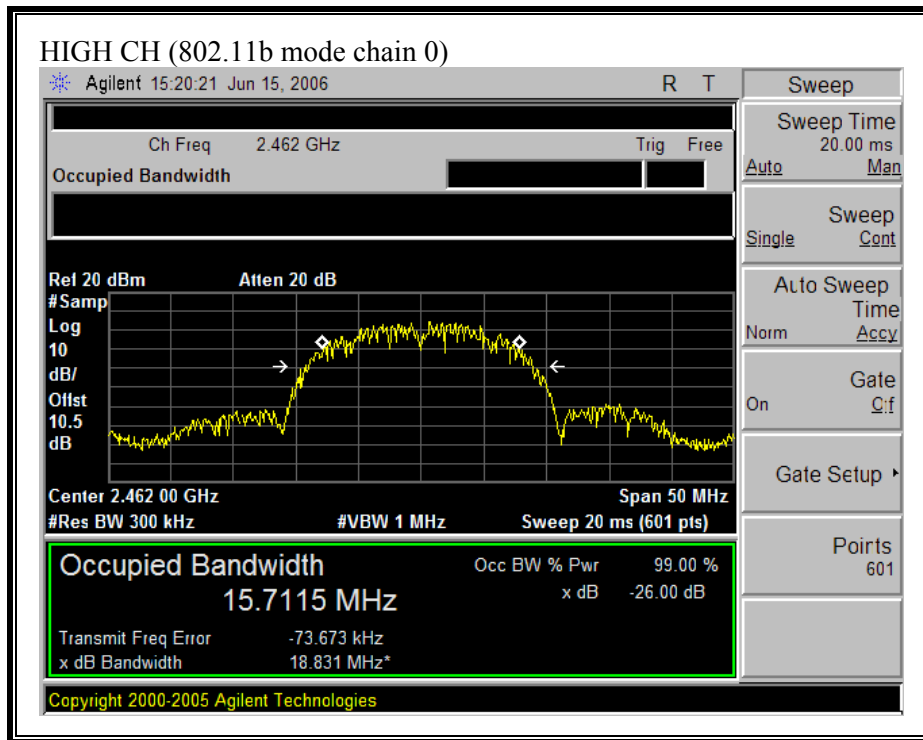 HIGH CH (802.11b mode chain 0)
Agilent 15:20:21 Jun 15, 2006 R T
Sweep
Ch Freq 2.462 GHz Trig Free
Occupied Bandwidth
Sweep Time
20.00 ms
Auto Man
Sweep
Single Cont
Auto Sweep
Time
Norm Accy
Gate
On Off
Gate Setup
Points
601
Ref 20 dBm Atten 20 dB
#Samp
Log
10
dB/
Offst
10.5
dB
Center 2.462 00 GHz Span 50 MHz
#Res BW 300 kHz #VBW 1 MHz Sweep 20 ms (601 pts)
Occupied Bandwidth
15.7115 MHz
Occ BW % Pwr 99.00 %
x dB -26.00 dB
Transmit Freq Error -73.673 kHz
x dB Bandwidth 18.831 MHz*
Copyright 2000-2005 Agilent Technologies